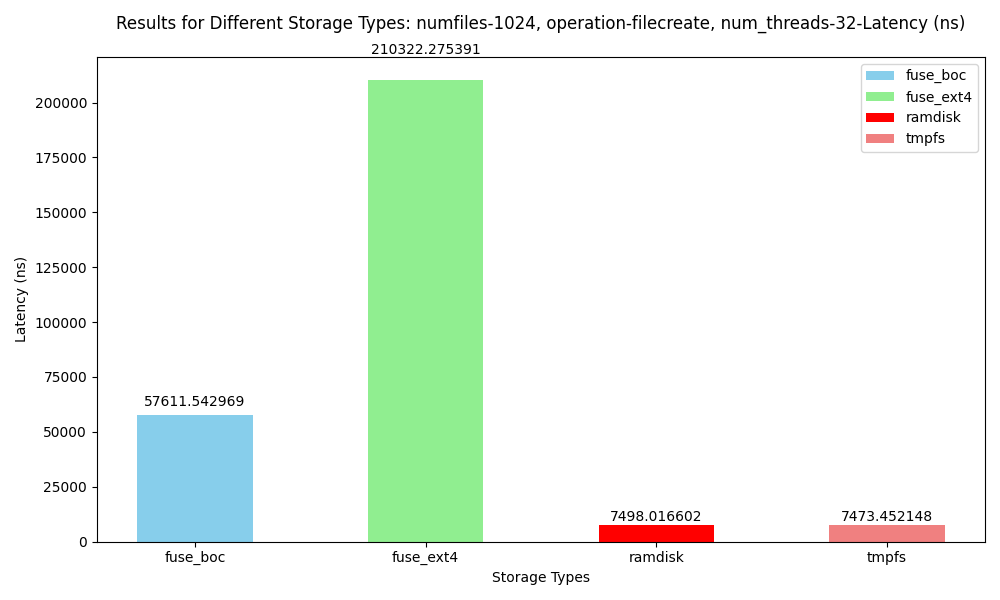 Results for Different Storage Types: numfiles-1024, operation-filecreate, num_threads-32-Latency (ns)
210322.275391
fuse_boc
fuse_ext4
ramdisk
tmpfs
200000
175000
150000
125000
100000
75000
50000
25000
0
Latency (ns)
57611.542969
7498.016602
7473.452148
fuse_boc
fuse_ext4
ramdisk
tmpfs
Storage Types